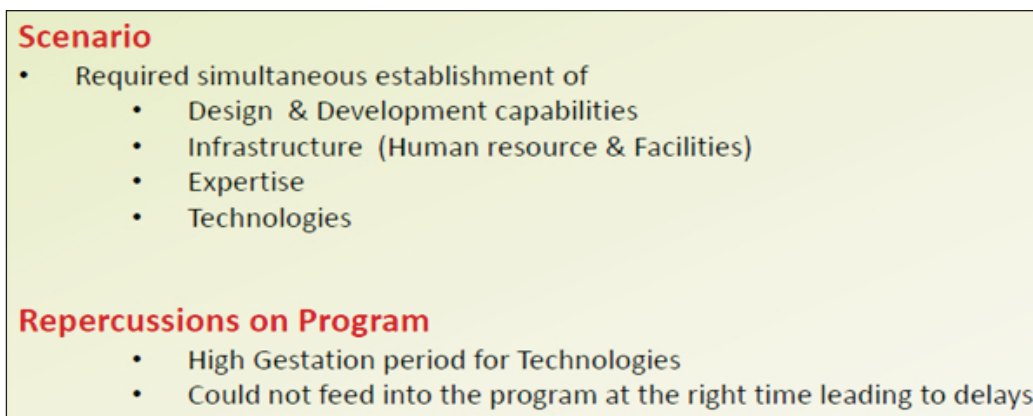 Scenario
• Required simultaneous establishment of
• Design & Development capabilities
• Infrastructure (Human resource & Facilities)
• Expertise
• Technologies
Repercussions on Program
• High Gestation period for Technologies
• Could not feed into the program at the right time leading to delays